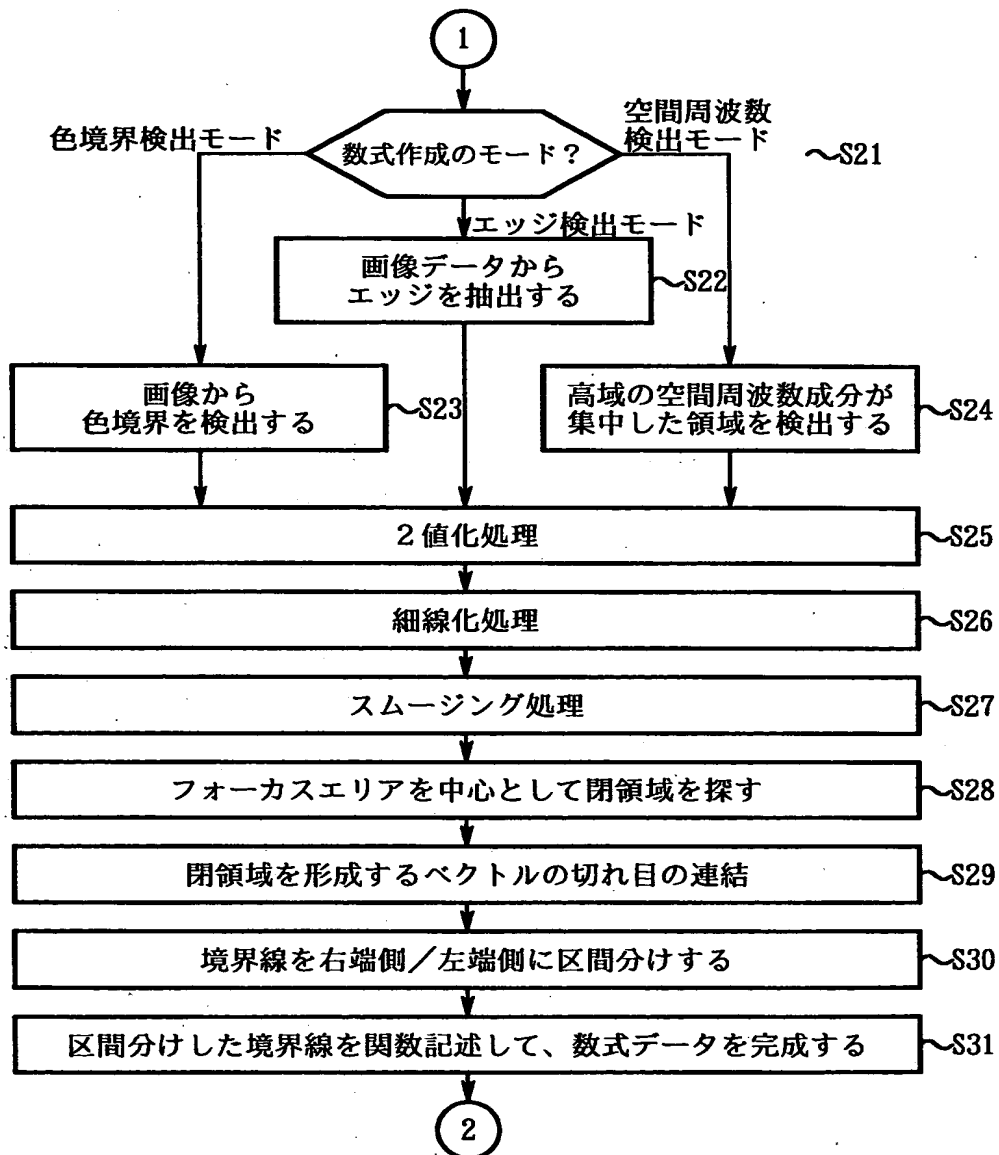 1
色境界検出モード
数式作成のモード？
空間周波数
検出モード
～S21
エッジ検出モード
画像データから
エッジを抽出する
～S22
画像から
色境界を検出する
～S23
高域の空間周波数成分が
集中した領域を検出する
～S24
２値化処理
～S25
細線化処理
～S26
スムージング処理
～S27
フォーカスエリアを中心として閉領域を探す
～S28
閉領域を形成するベクトルの切れ目の連結
～S29
境界線を右端側／左端側に区間分けする
～S30
区間分けした境界線を関数記述して、数式データを完成する
～S31
2